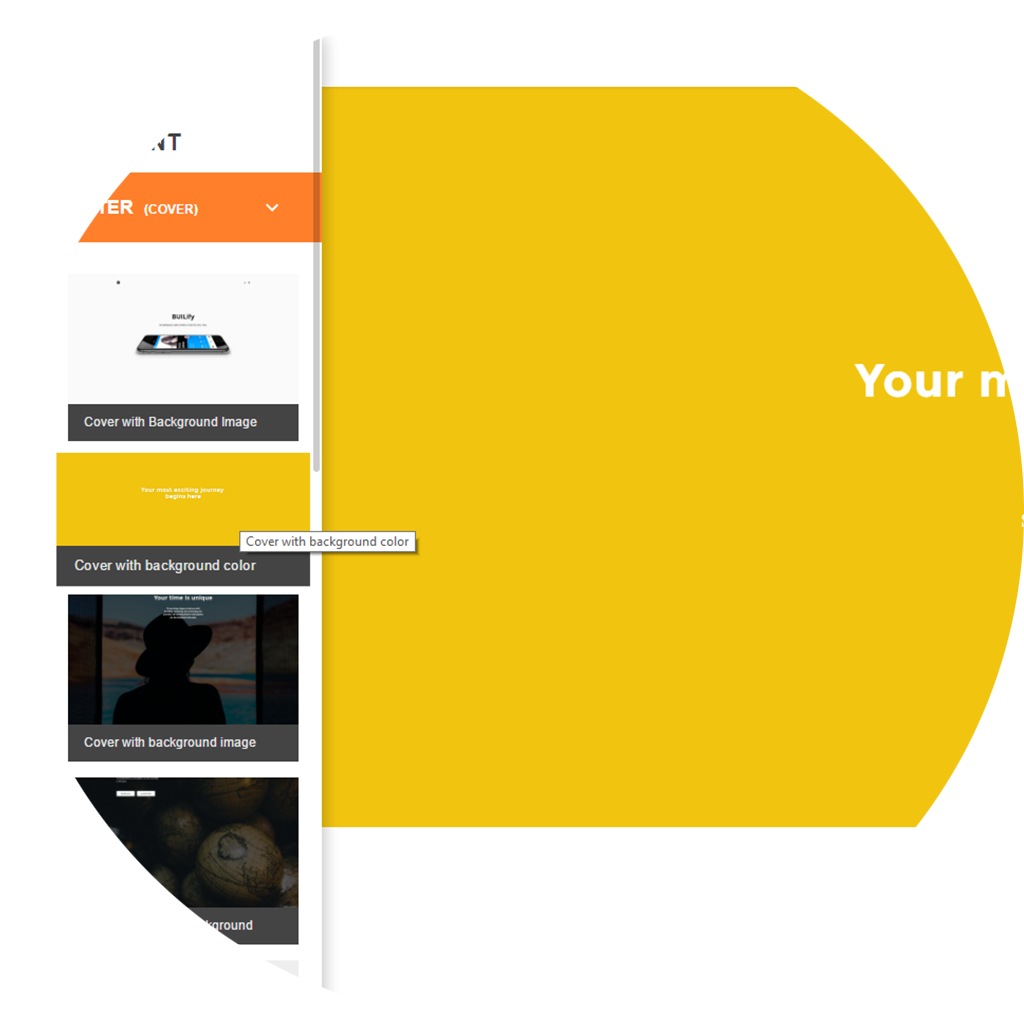 NT
TER (COVER)
BUILify
Cover with Background Image
Your most exciting journey
begins here
Cover with background color
Cover with background color
Your time is unique
Cover with background image
kground
Your m